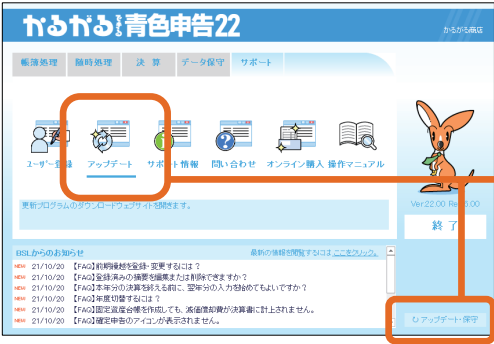 かるがるできる青色申告22
かるがる商店
帳簿処理 随時処理 決算 データ保守 サポート
ユーザー登録 アップデート サポート情報 問い合わせ オンライン購入 操作マニュアル
更新プログラムのダウンロードウェブサイトを開きます。
Ver22.00 Re
.00
終了
BSLからのお知らせ 最新の情報を閲覧するには ここをクリック。
NEW 21/10/20 【FAQ】前期繰越を登録・変更するには？
NEW 21/10/20 【FAQ】登録済みの摘要を編集または削除できますか？
NEW 21/10/20 【FAQ】本年分の決算を終える前に、翌年分の入力を始めてもよいですか？
NEW 21/10/20 【FAQ】年度切替するには？
NEW 21/10/20 【FAQ】固定資産台帳を作成しても、減価償却費が決算書に計上されません。
NEW 21/10/20 【FAQ】確定申告のアイコンが表示されません。
アップデート保守